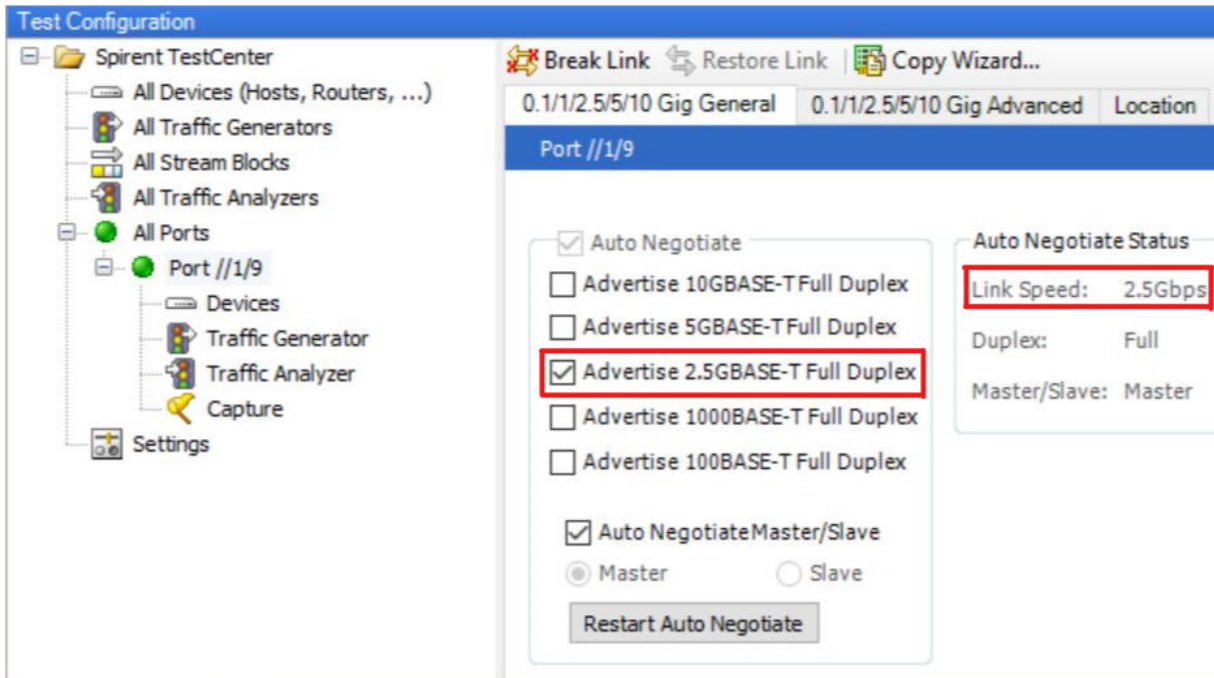 Test Configuration
Spirent TestCenter
All Devices (Hosts, Routers, ...)
All Traffic Generators
All Stream Blocks
All Traffic Analyzers
All Ports
Port //1/9
Devices
Traffic Generator
Traffic Analyzer
Capture
Settings
Break Link Restore Link Copy Wizard...
0.1/1/2.5/5/10 Gig General 0.1/1/2.5/5/10 Gig Advanced Location
Port //1/9
Auto Negotiate
Advertise 10GBASE-T Full Duplex
Advertise 5GBASE-T Full Duplex
Advertise 2.5GBASE-T Full Duplex
Advertise 1000BASE-T Full Duplex
Advertise 100BASE-T Full Duplex
Auto Negotiate Master/Slave
Master Slave
Restart Auto Negotiate
Auto Negotiate Status
Link Speed: 2.5Gbps
Duplex: Full
Master/Slave: Master